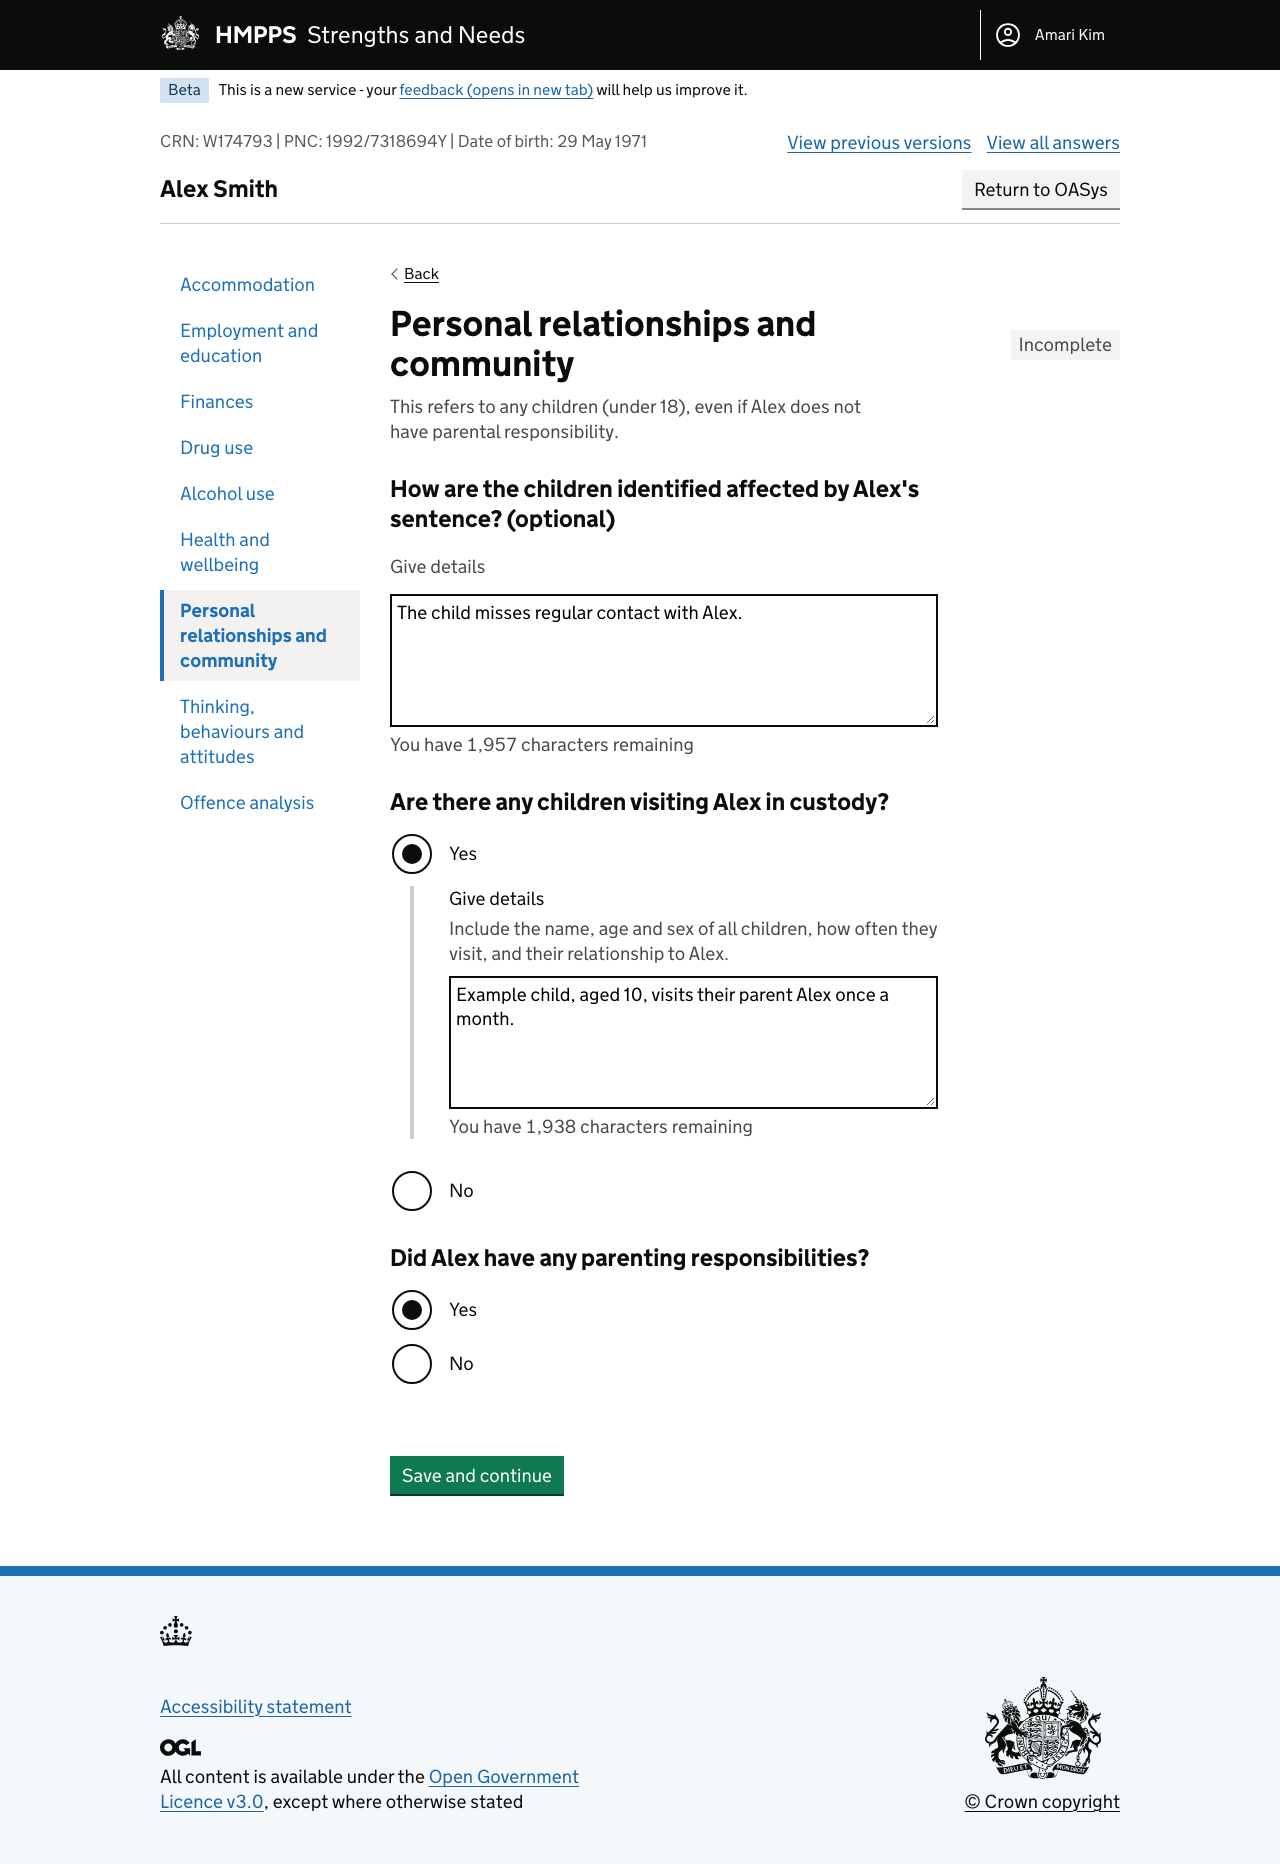 HMPPS Strengths and Needs
Amari Kim
Beta This is a new service - your feedback (opens in new tab) will help us improve it.
CRN: W174793 | PNC: 1992/7318694Y | Date of birth: 29 May 1971
View previous versions View all answers
Alex Smith
Return to OASys
Accommodation
Employment and
education
Finances
Drug use
Alcohol use
Health and
wellbeing
Personal
relationships and
community
Thinking,
behaviours and
attitudes
Offence analysis
Back
Personal relationships and
community
Incomplete
This refers to any children (under 18), even if Alex does not
have parental responsibility.
How are the children identified affected by Alex's
sentence? (optional)
Give details
The child misses regular contact with Alex.
You have 1,957 characters remaining
Are there any children visiting Alex in custody?
Yes
Give details
Include the name, age and sex of all children, how often they
visit, and their relationship to Alex.
Example child, aged 10, visits their parent Alex once a
month.
You have 1,938 characters remaining
No
Did Alex have any parenting responsibilities?
Yes
No
Save and continue
Accessibility statement
OGL
All content is available under the Open Government
Licence v3.0, except where otherwise stated
© Crown copyright